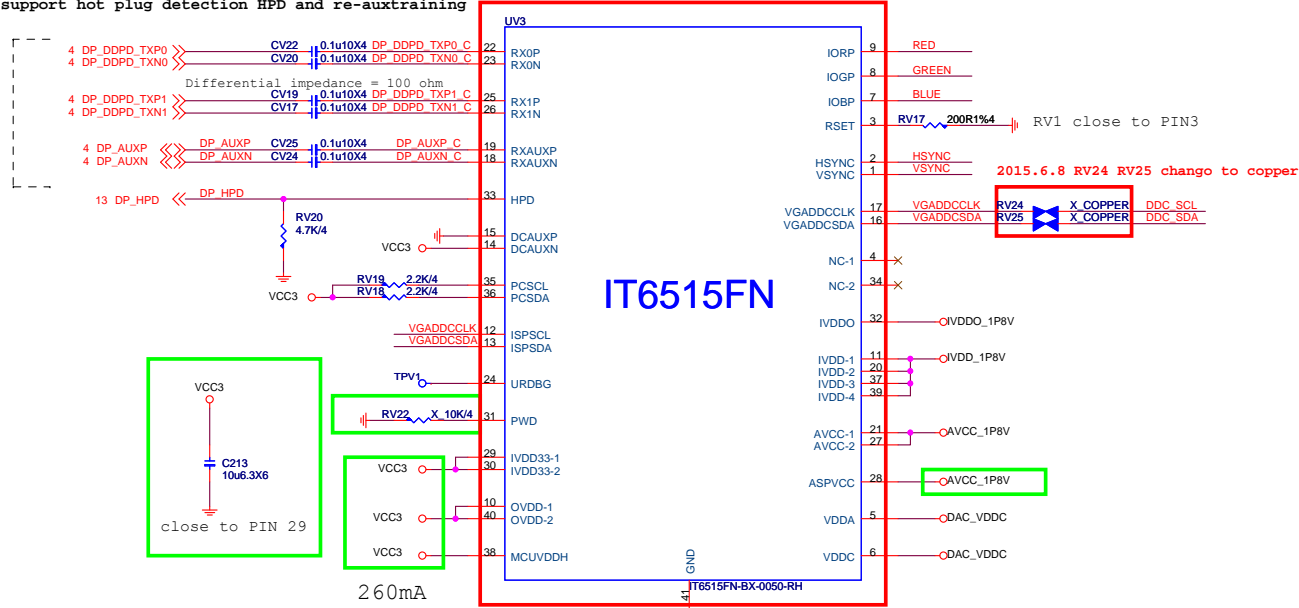 support hot plug detection HPD and re-auxtraining
UV3
4 DP_DDPD_TXP0 CV22 0.1u10X4 DP_DDPD_TXP0_C 22 RX0P
4 DP_DDPD_TXN0 CV20 0.1u10X4 DP_DDPD_TXN0_C 23 RX0N
IORP 9 RED
IOGP 8 GREEN
Differential impedance = 100 ohm
4 DP_DDPD_TXP1 CV19 0.1u10X4 DP_DDPD_TXP1_C 25 RX1P
4 DP_DDPD_TXN1 CV17 0.1u10X4 DP_DDPD_TXN1_C 26 RX1N
IOBP 7 BLUE
RSET 3 RV17 200R1%4 RV1 close to PIN3
4 DP_AUXP DP_AUXP CV25 0.1u10X4 DP_AUXP_C 19 RXAUXP
4 DP_AUXN DP_AUXN CV24 0.1u10X4 DP_AUXN_C 18 RXAUXN
HSYNC 2 HSYNC
VSYNC 1 VSYNC
2015.6.8 RV24 RV25 chango to copper
13 DP_HPD DP_HPD 33 HPD
VGADDCCLK 17 VGADDCCLK RV24 X_COPPER DDC_SCL
VGADDCSDA 16 VGADDCSDA RV25 X_COPPER DDC_SDA
RV20
4.7K/4
15 DCAUXP
VCC3 14 DCAUXN
NC-1 4
NC-2 34
RV19 2.2K/4 35 PCSCL
VCC3 RV18 2.2K/4 36 PCSDA
IT6515FN
VGADDCCLK 12 ISPSCL
VGADDCSDA 13 ISPSDA
IVDDO 32 IVDDO_1P8V
IVDD-1 11 IVDD_1P8V
IVDD-2 20
IVDD-3 37
IVDD-4 39
TPV1 24 URDBG
VCC3
RV22 X_10K/4 31 PWD
AVCC-1 21 AVCC_1P8V
AVCC-2 27
C213
10u6.3X6
close to PIN 29
VCC3 29 IVDD33-1
30 IVDD33-2
ASPVCC 28 AVCC_1P8V
VCC3 10 OVDD-1
40 OVDD-2
VDDA 5 DAC_VDDC
VCC3 38 MCUVDDH
VDDC 6 DAC_VDDC
260mA
GND
41
IT6515FN-BX-0050-RH